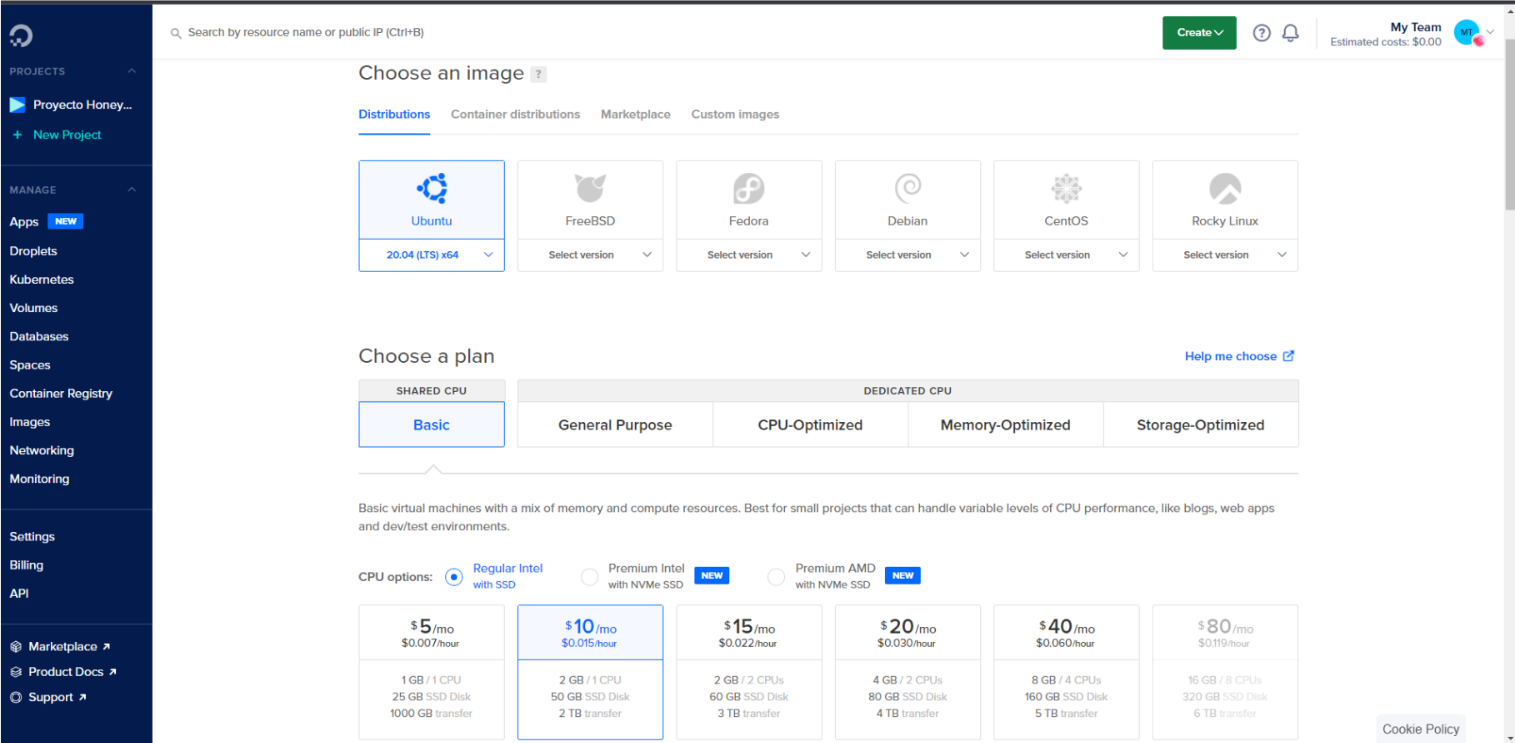 Search by resource name or public IP (Ctrl+B)
Create
My Team
Estimated costs: $0.00
MT
PROJECTS
Proyecto Honey...
+ New Project
MANAGE
Apps NEW
Droplets
Kubernetes
Volumes
Databases
Spaces
Container Registry
Images
Networking
Monitoring
Settings
Billing
API
Marketplace
Product Docs
Support
Choose an image ?
Distributions Container distributions Marketplace Custom images
Ubuntu FreeBSD Fedora Debian CentOS Rocky Linux
20.04 (LTS) x64 Select version Select version Select version Select version Select version
Choose a plan
Help me choose
SHARED CPU DEDICATED CPU
Basic General Purpose CPU-Optimized Memory-Optimized Storage-Optimized
Basic virtual machines with a mix of memory and compute resources. Best for small projects that can handle variable levels of CPU performance, like blogs, web apps
and dev/test environments.
CPU options:
Regular Intel
with SSD
Premium Intel
with NVMe SSD
NEW
Premium AMD
with NVMe SSD
NEW
$5/mo
$0.007/hour
1 GB / 1 CPU
25 GB SSD Disk
1000 GB transfer
$10/mo
$0.015/hour
2 GB / 1 CPU
50 GB SSD Disk
2 TB transfer
$15/mo
$0.022/hour
2 GB / 2 CPUs
60 GB SSD Disk
3 TB transfer
$20/mo
$0.030/hour
4 GB / 2 CPUs
80 GB SSD Disk
4 TB transfer
$40/mo
$0.060/hour
8 GB / 4 CPUs
160 GB SSD Disk
5 TB transfer
$80/mo
$0.119/hour
16 GB / 8 CPUs
320 GB SSD Disk
6 TB transfer
Cookie Policy